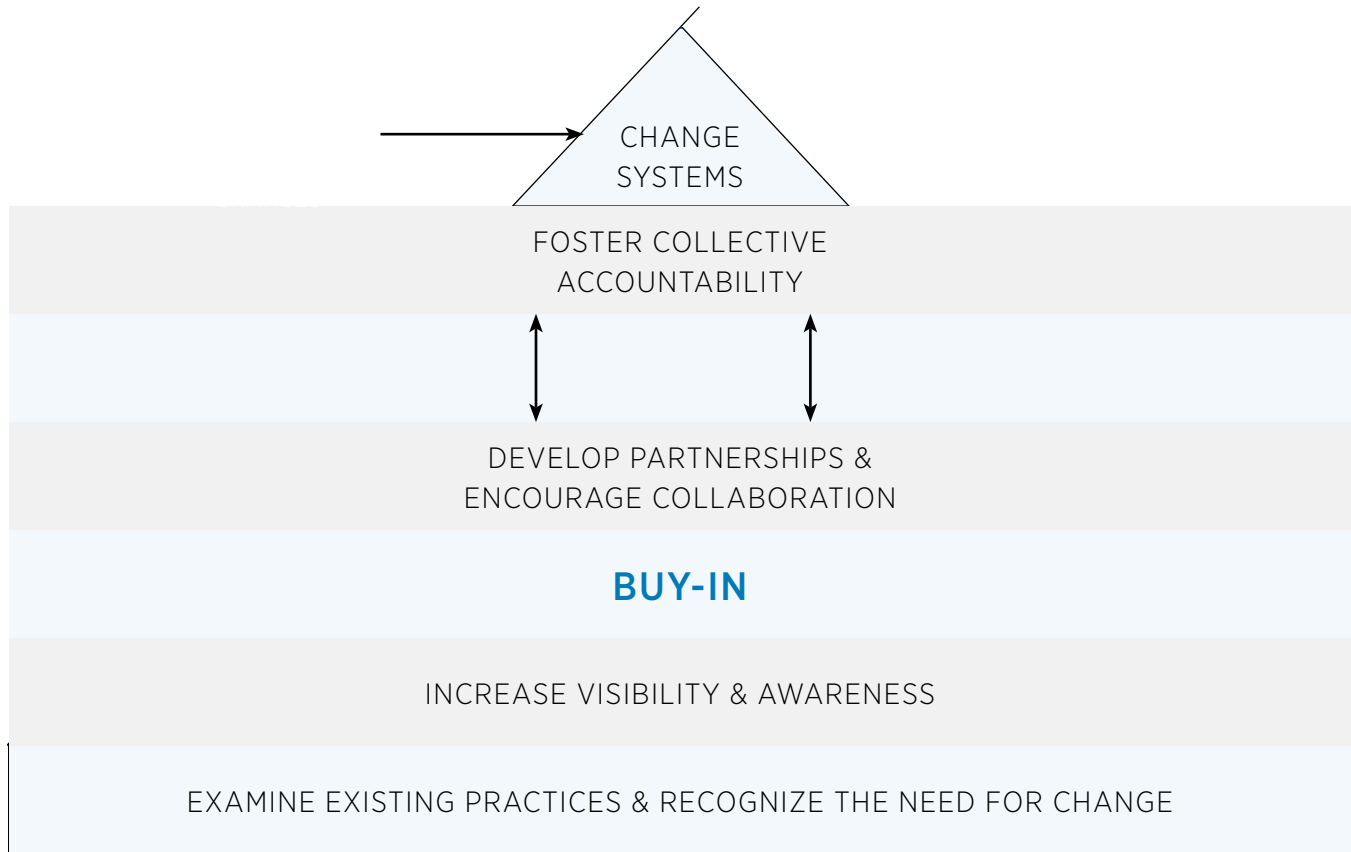 CHANGE
SYSTEMS
FOSTER COLLECTIVE
ACCOUNTABILITY
DEVELOP PARTNERSHIPS &
ENCOURAGE COLLABORATION
BUY-IN
INCREASE VISIBILITY & AWARENESS
EXAMINE EXISTING PRACTICES & RECOGNIZE THE NEED FOR CHANGE